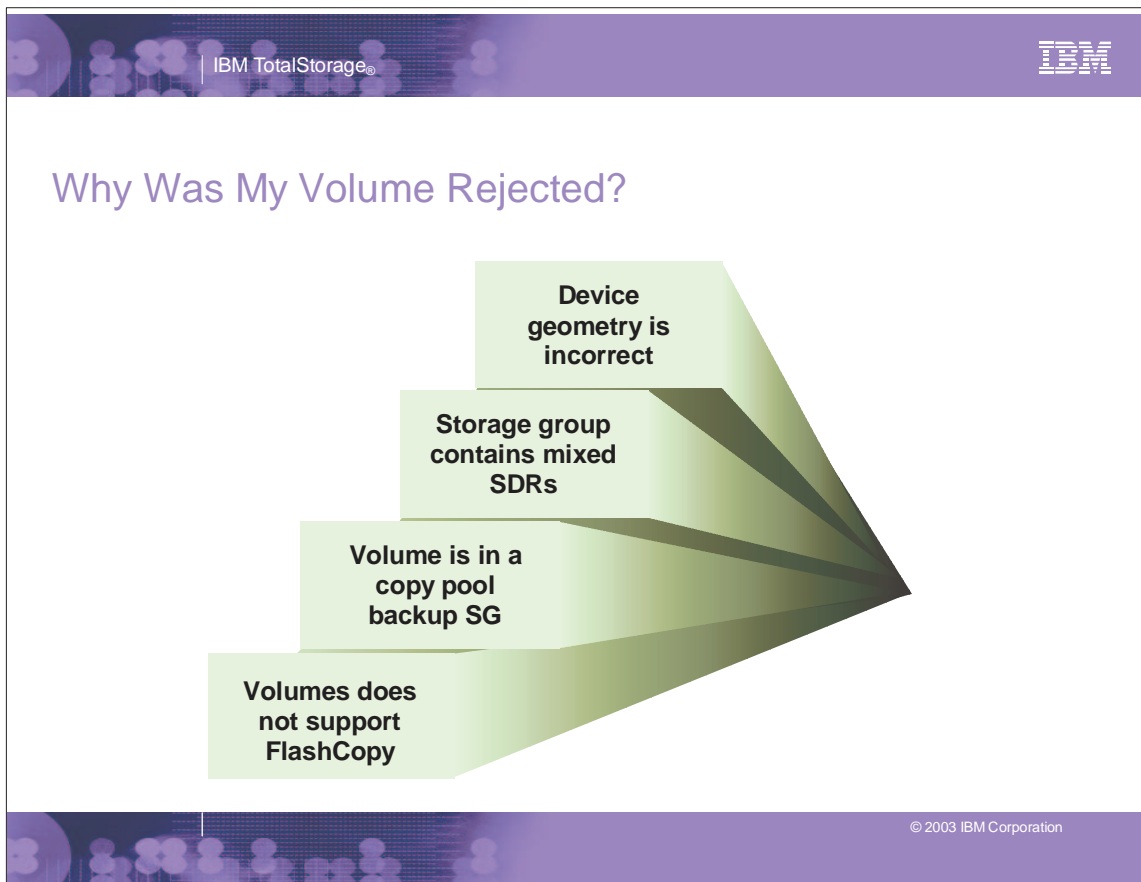 IBM TotalStorage®
IBM
Why Was My Volume Rejected?
Device
geometry is
incorrect
Storage group
contains mixed
SDRs
Volume is in a
copy pool
backup SG
Volumes does
not support
FlashCopy
© 2003 IBM Corporation